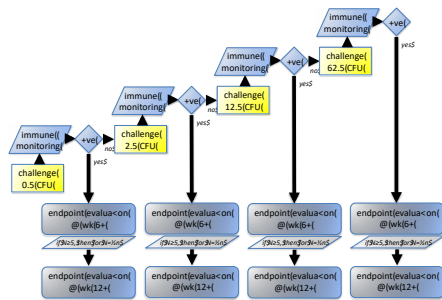 immune((
monitoring(
+ve(
yes$
challenge(
62.5(CFU(
immune((
monitoring(
+ve(
no$
yes$
challenge(
12.5(CFU(
immune((
monitoring(
+ve(
no$
yes$
challenge(
2.5(CFU(
immune((
monitoring(
+ve(
no$
yes$
challenge(
0.5(CFU(
endpoint(evalua<on(
@(wk(6+(
endpoint(evalua<on(
@(wk(6+(
endpoint(evalua<on(
@(wk(6+(
endpoint(evalua<on(
@(wk(6+(
endpoint(evalua<on(
@(wk(12+(
endpoint(evalua<on(
@(wk(12+(
endpoint(evalua<on(
@(wk(12+(
endpoint(evalua<on(
@(wk(12+(